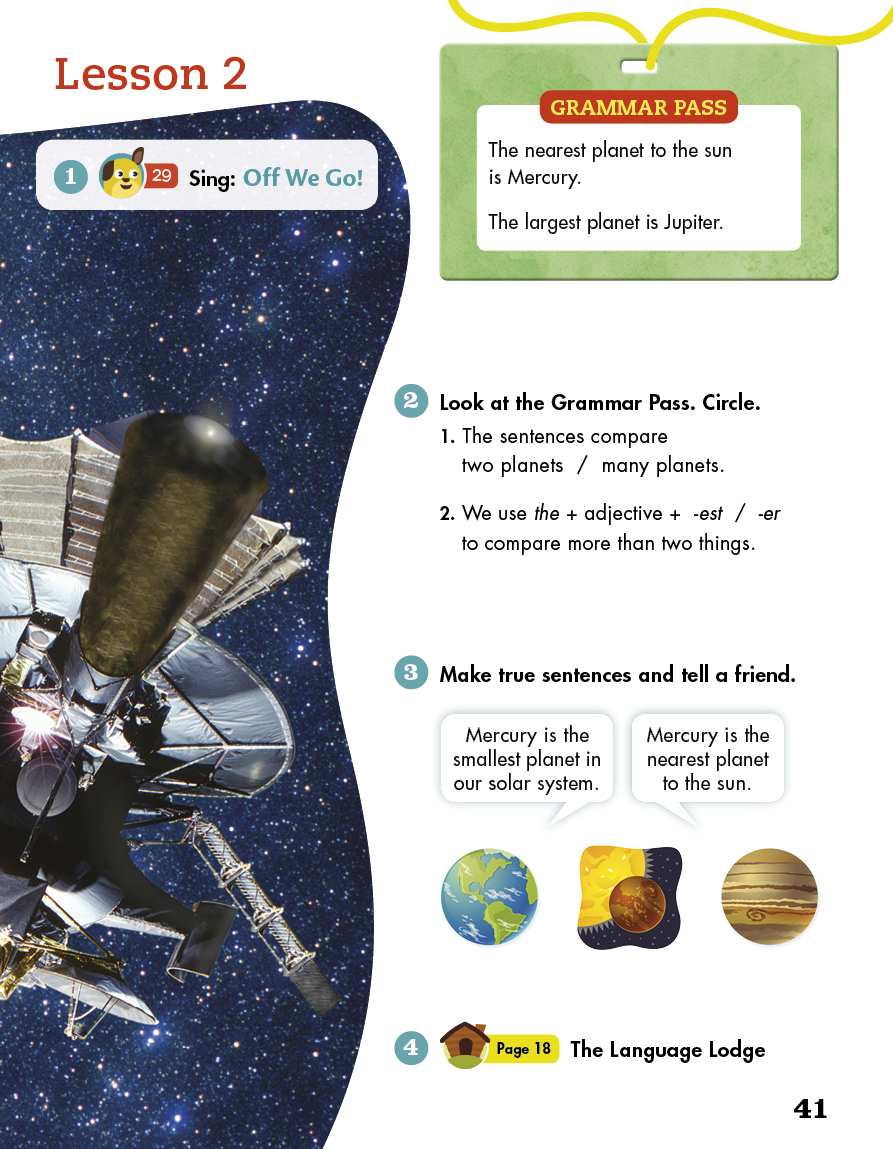 Lesson 2
1 29 Sing: Off We Go!
GRAMMAR PASS
The nearest planet to the sun
is Mercury.
The largest planet is Jupiter.
2 Look at the Grammar Pass. Circle.
1. The sentences compare
two planets / many planets.
2. We use the + adjective + -est / -er
to compare more than two things.
3 Make true sentences and tell a friend.
Mercury is the
smallest planet in
our solar system.
Mercury is the
nearest planet
to the sun.
4 Page 18 The Language Lodge
41